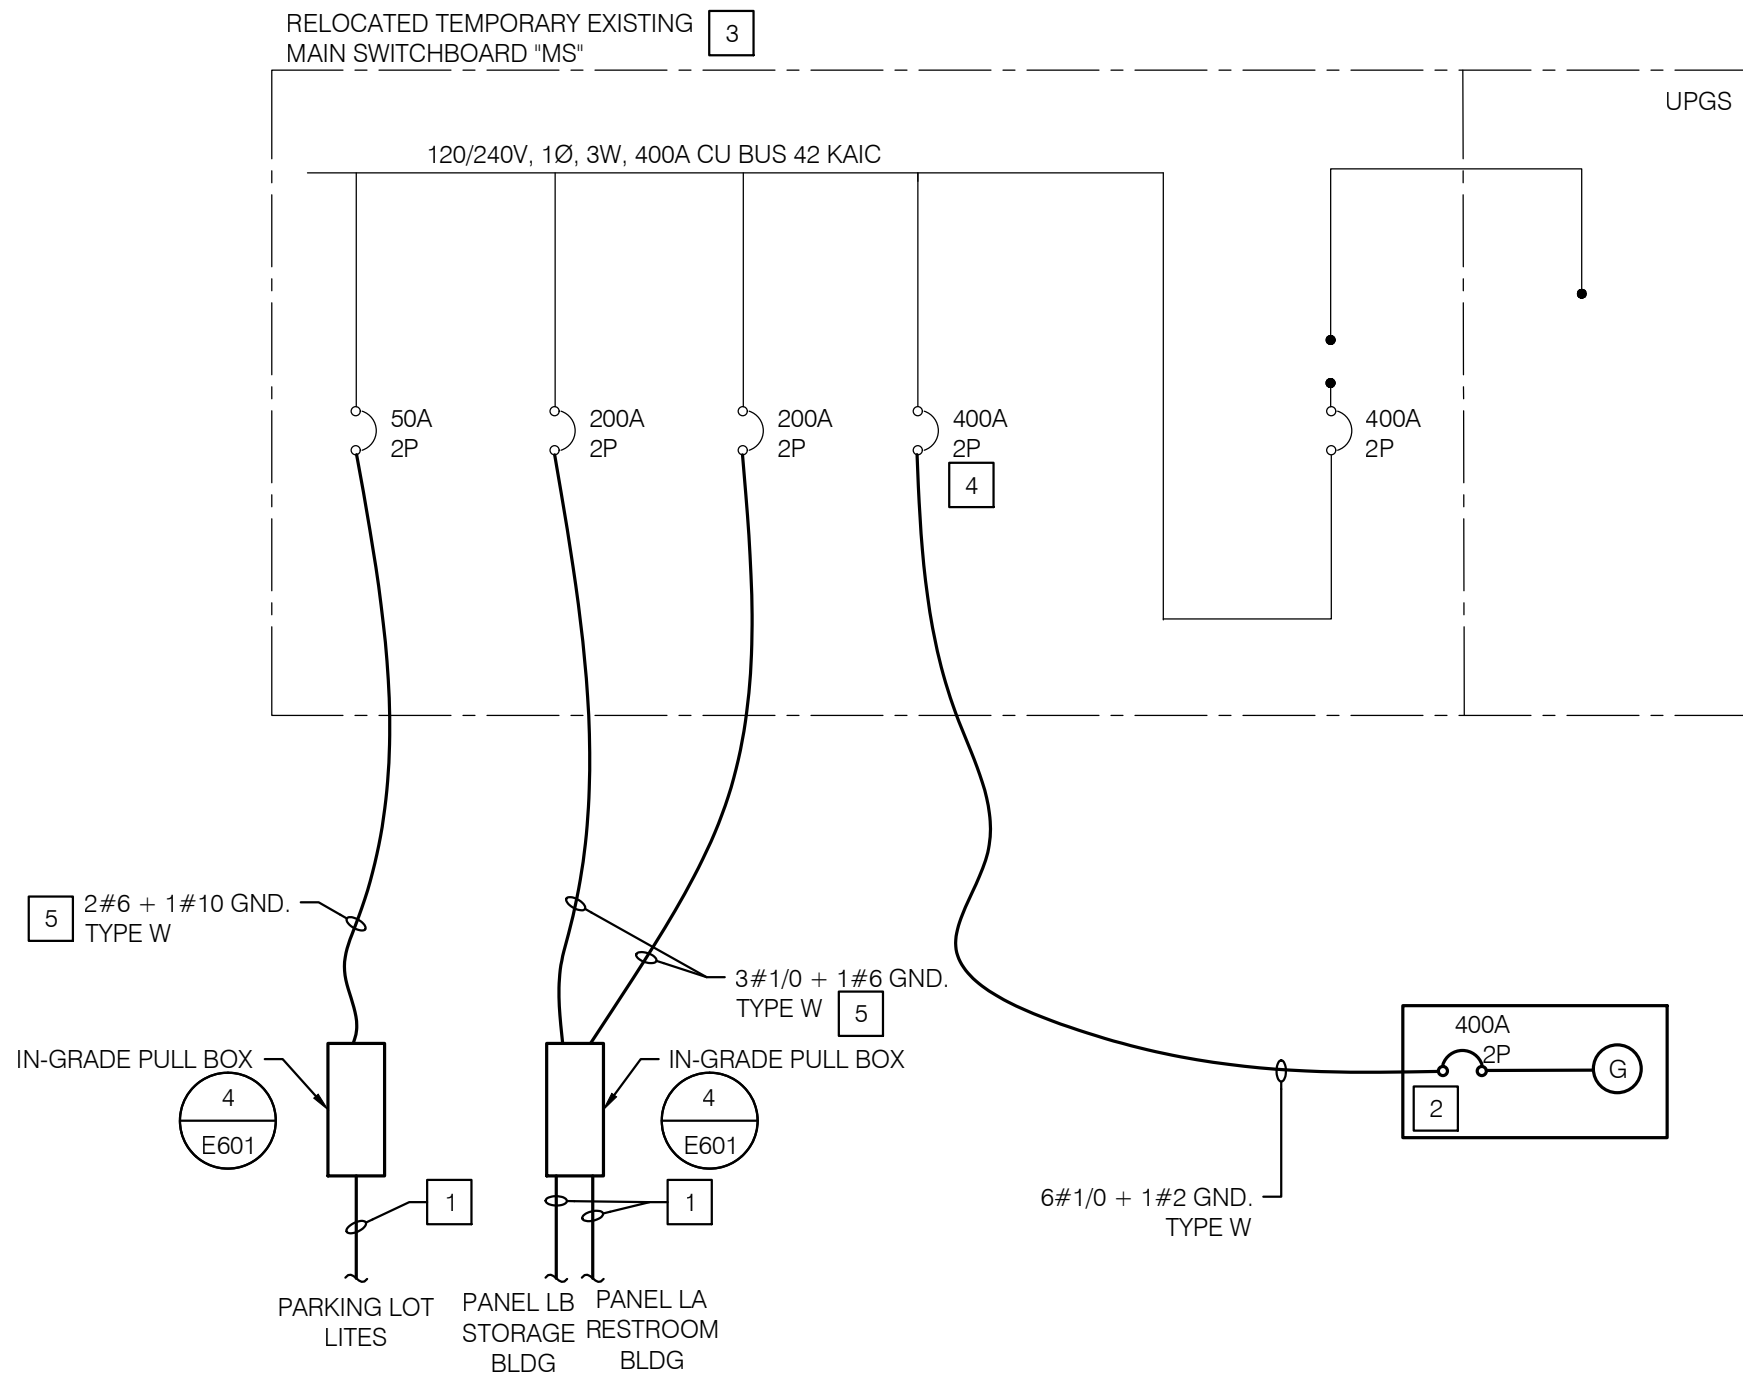 RELOCATED TEMPORARY EXISTING
MAIN SWITCHBOARD "MS"
3
UPGS
120/240V, 1Ø, 3W, 400A CU BUS 42 KAIC
50A
2P
200A
2P
200A
2P
400A
2P
4
400A
2P
5
2#6 + 1#10 GND.
TYPE W
3#1/0 + 1#6 GND.
TYPE W
5
IN-GRADE PULL BOX
4
E601
IN-GRADE PULL BOX
4
E601
400A
2P
G
2
1
1
6#1/0 + 1#2 GND.
TYPE W
PARKING LOT
LITES
PANEL LB
STORAGE
BLDG
PANEL LA
RESTROOM
BLDG